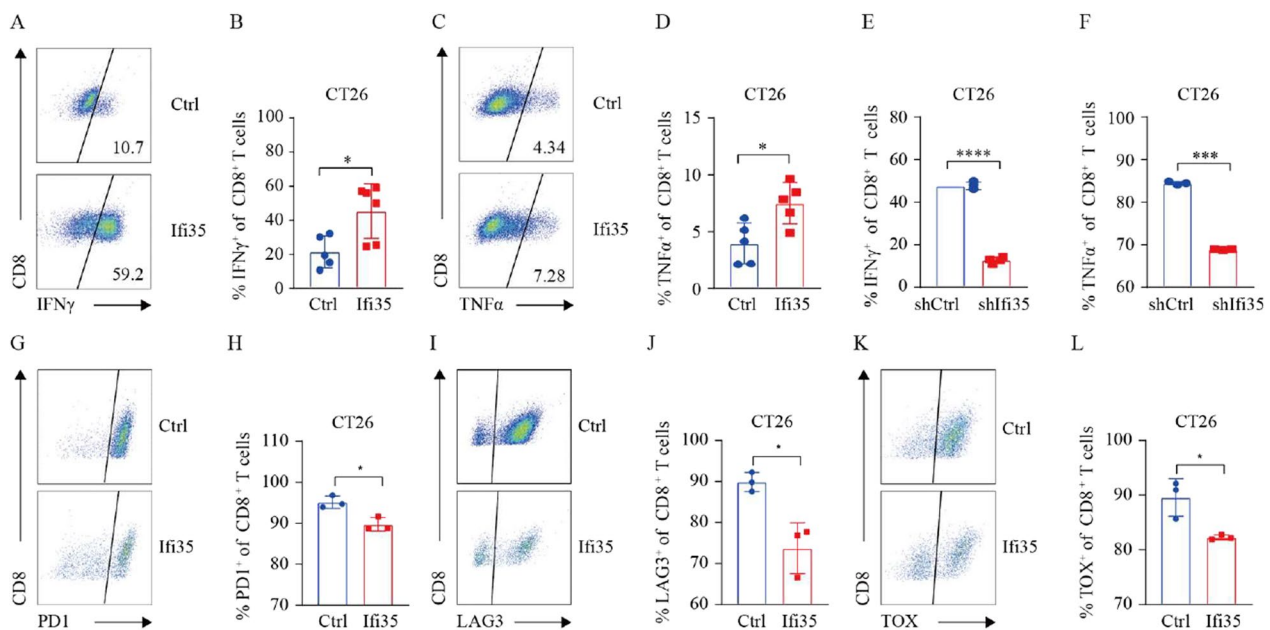 A
CD8
Ctrl
10.7
Ifi35
59.2
IFNγ
B
CT26
% IFNγ⁺ of CD8⁺ T cells
100
80
60
40
20
0
*
Ctrl Ifi35
C
CD8
Ctrl
4.34
Ifi35
7.28
TNFα
D
CT26
% TNFα⁺ of CD8⁺ T cells
15
10
5
0
*
Ctrl Ifi35
E
CT26
% IFNγ⁺ of CD8⁺ T cells
80
60
40
20
0
****
shCtrl shIfi35
F
CT26
% TNFα⁺ of CD8⁺ T cells
100
90
80
70
60
***
shCtrl shIfi35
G
CD8
Ctrl
Ifi35
PD1
H
CT26
% PD1⁺ of CD8⁺ T cells
110
100
90
80
70
*
Ctrl Ifi35
I
CD8
Ctrl
Ifi35
LAG3
J
CT26
% LAG3⁺ of CD8⁺ T cells
100
90
80
70
60
*
Ctrl Ifi35
K
CD8
Ctrl
Ifi35
TOX
L
CT26
% TOX⁺ of CD8⁺ T cells
100
90
80
70
*
Ctrl Ifi35